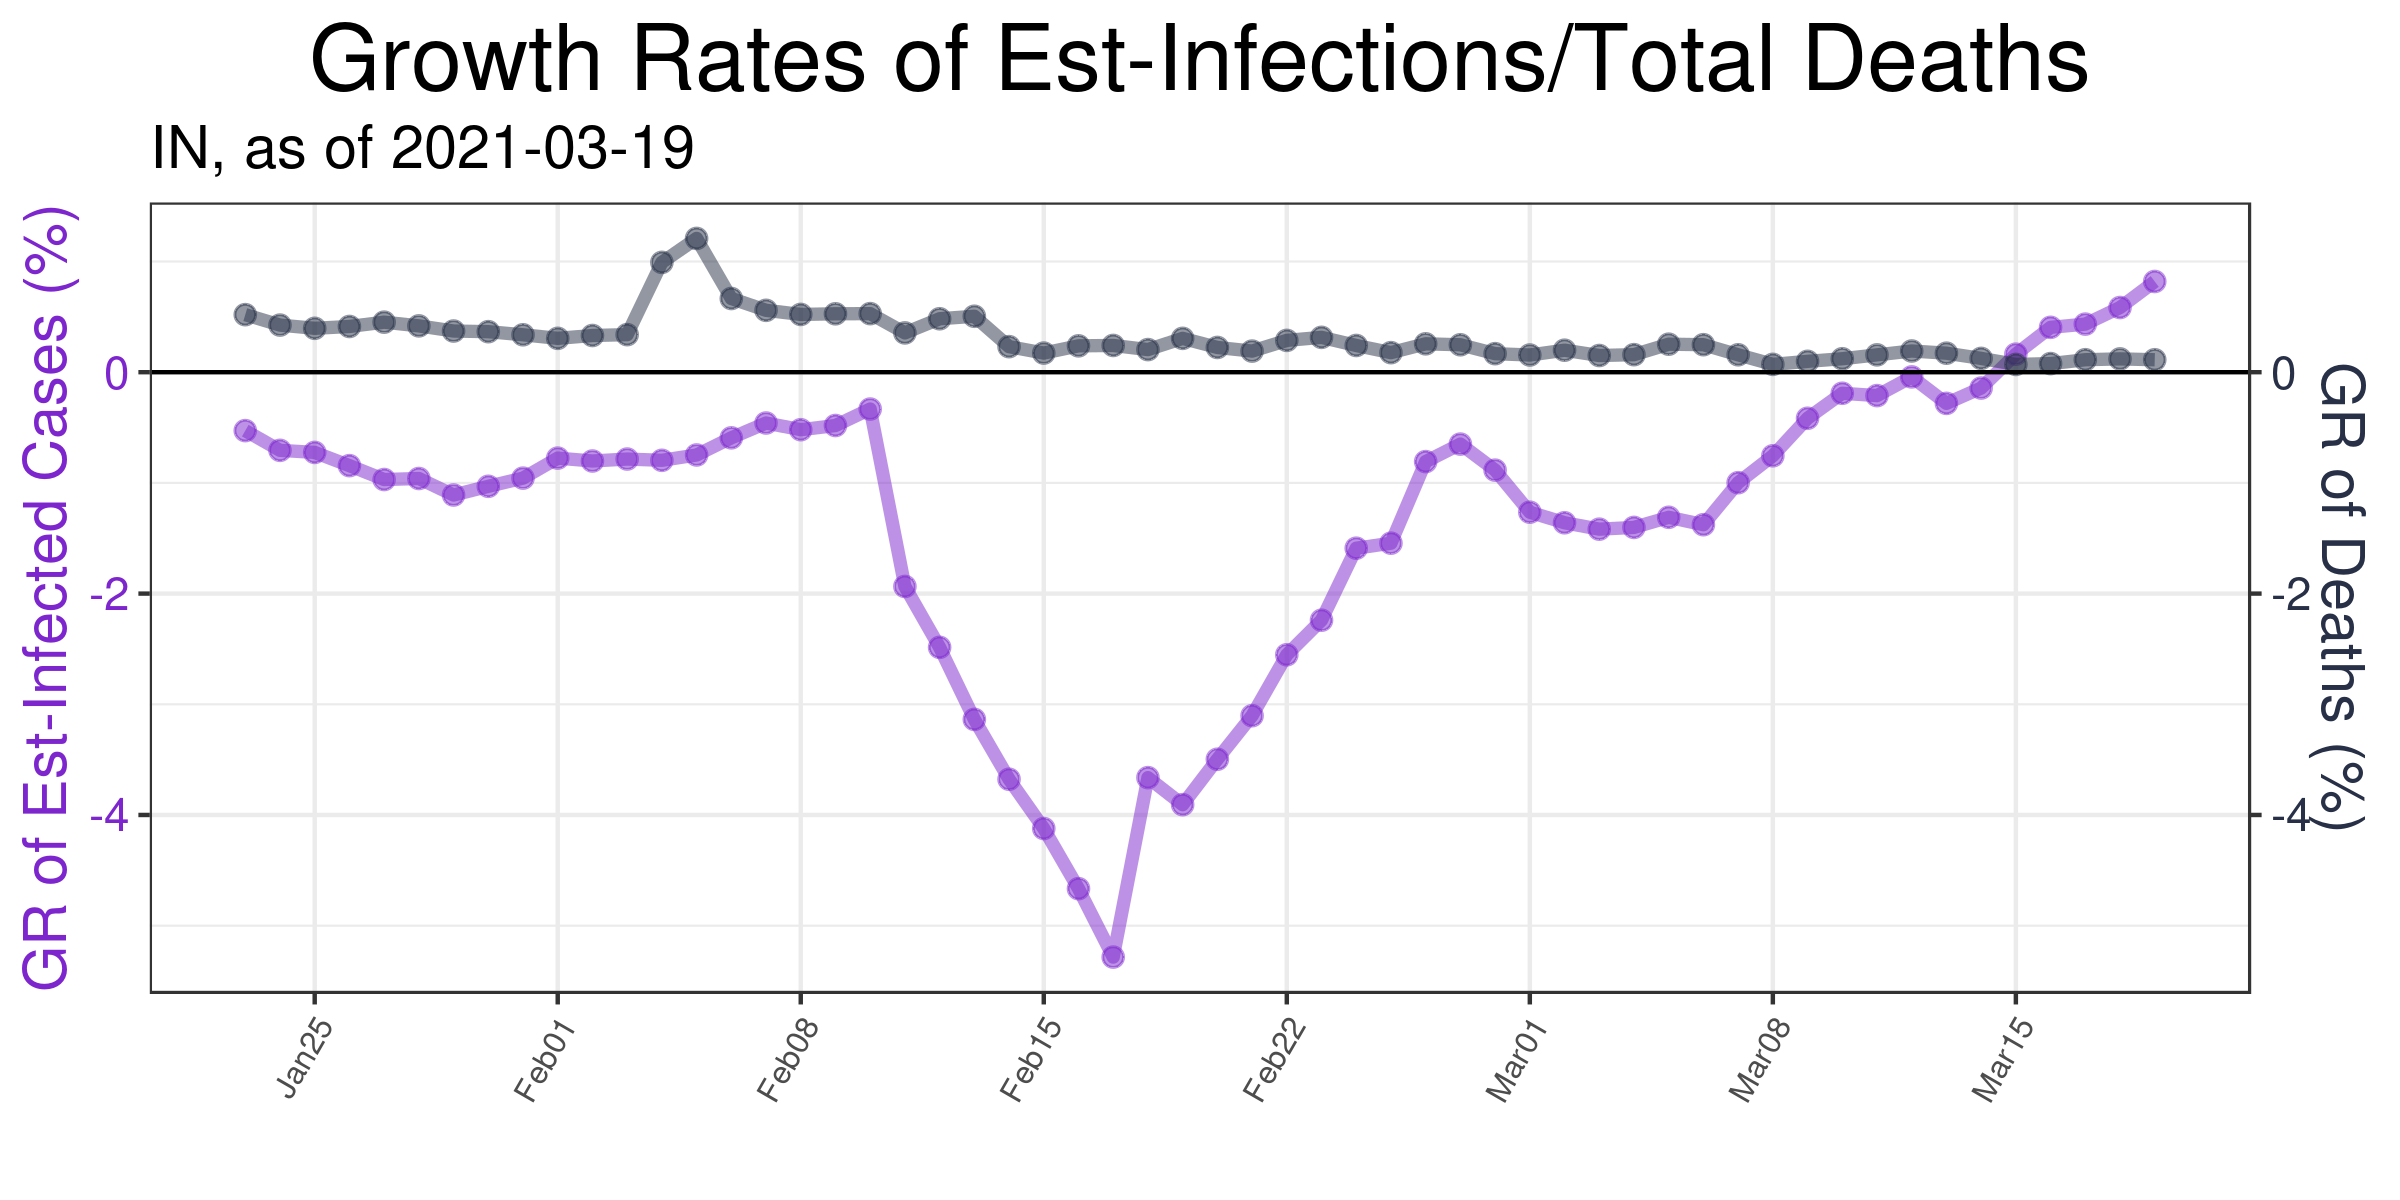 Growth Rates of Est-Infections/Total Deaths
IN, as of 2021-03-19
GR of Est-Infected Cases (%)
0
-2
-4
0
-2
-4
GR of Deaths (%)
Jan25
Feb01
Feb08
Feb15
Feb22
Mar01
Mar08
Mar15